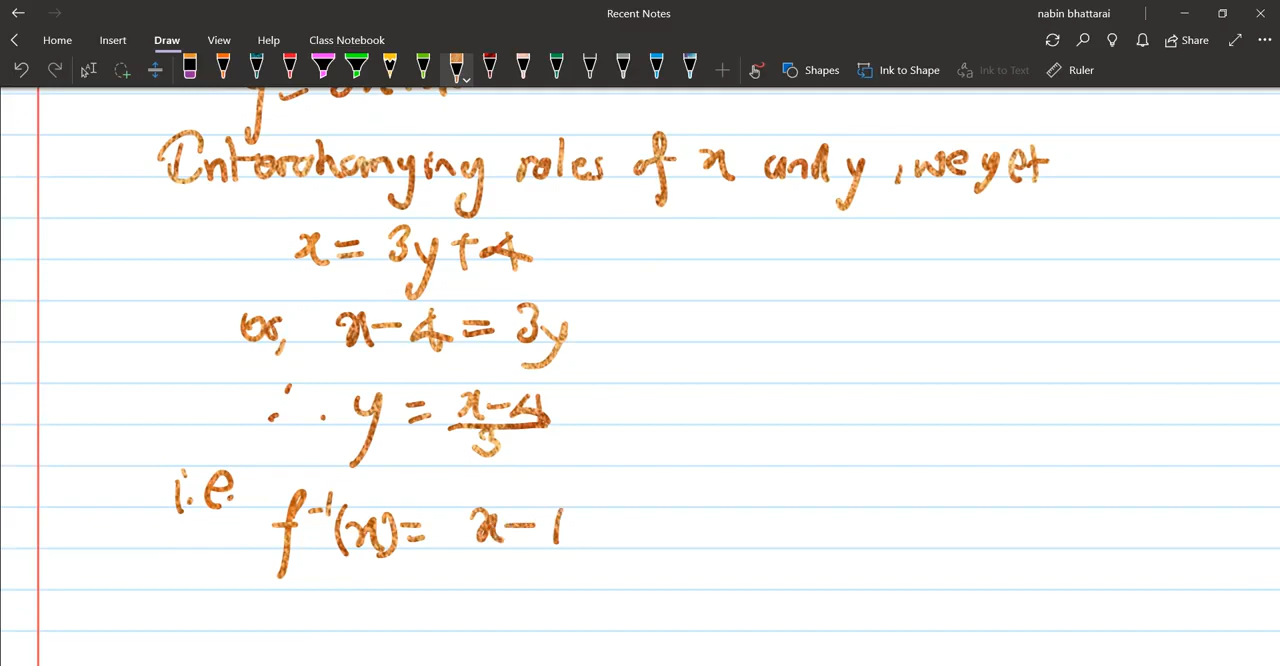 Recent Notes
nabin bhattarai
Home Insert Draw View Help Class Notebook
Share
Shapes Ink to Shape Ink to Text Ruler
Interchanging roles of x and y, we get
x = 3y + 4
or, x - 4 = 3y
∴ y = (x - 4)/3
i.e.
f⁻¹(x) = x - 1